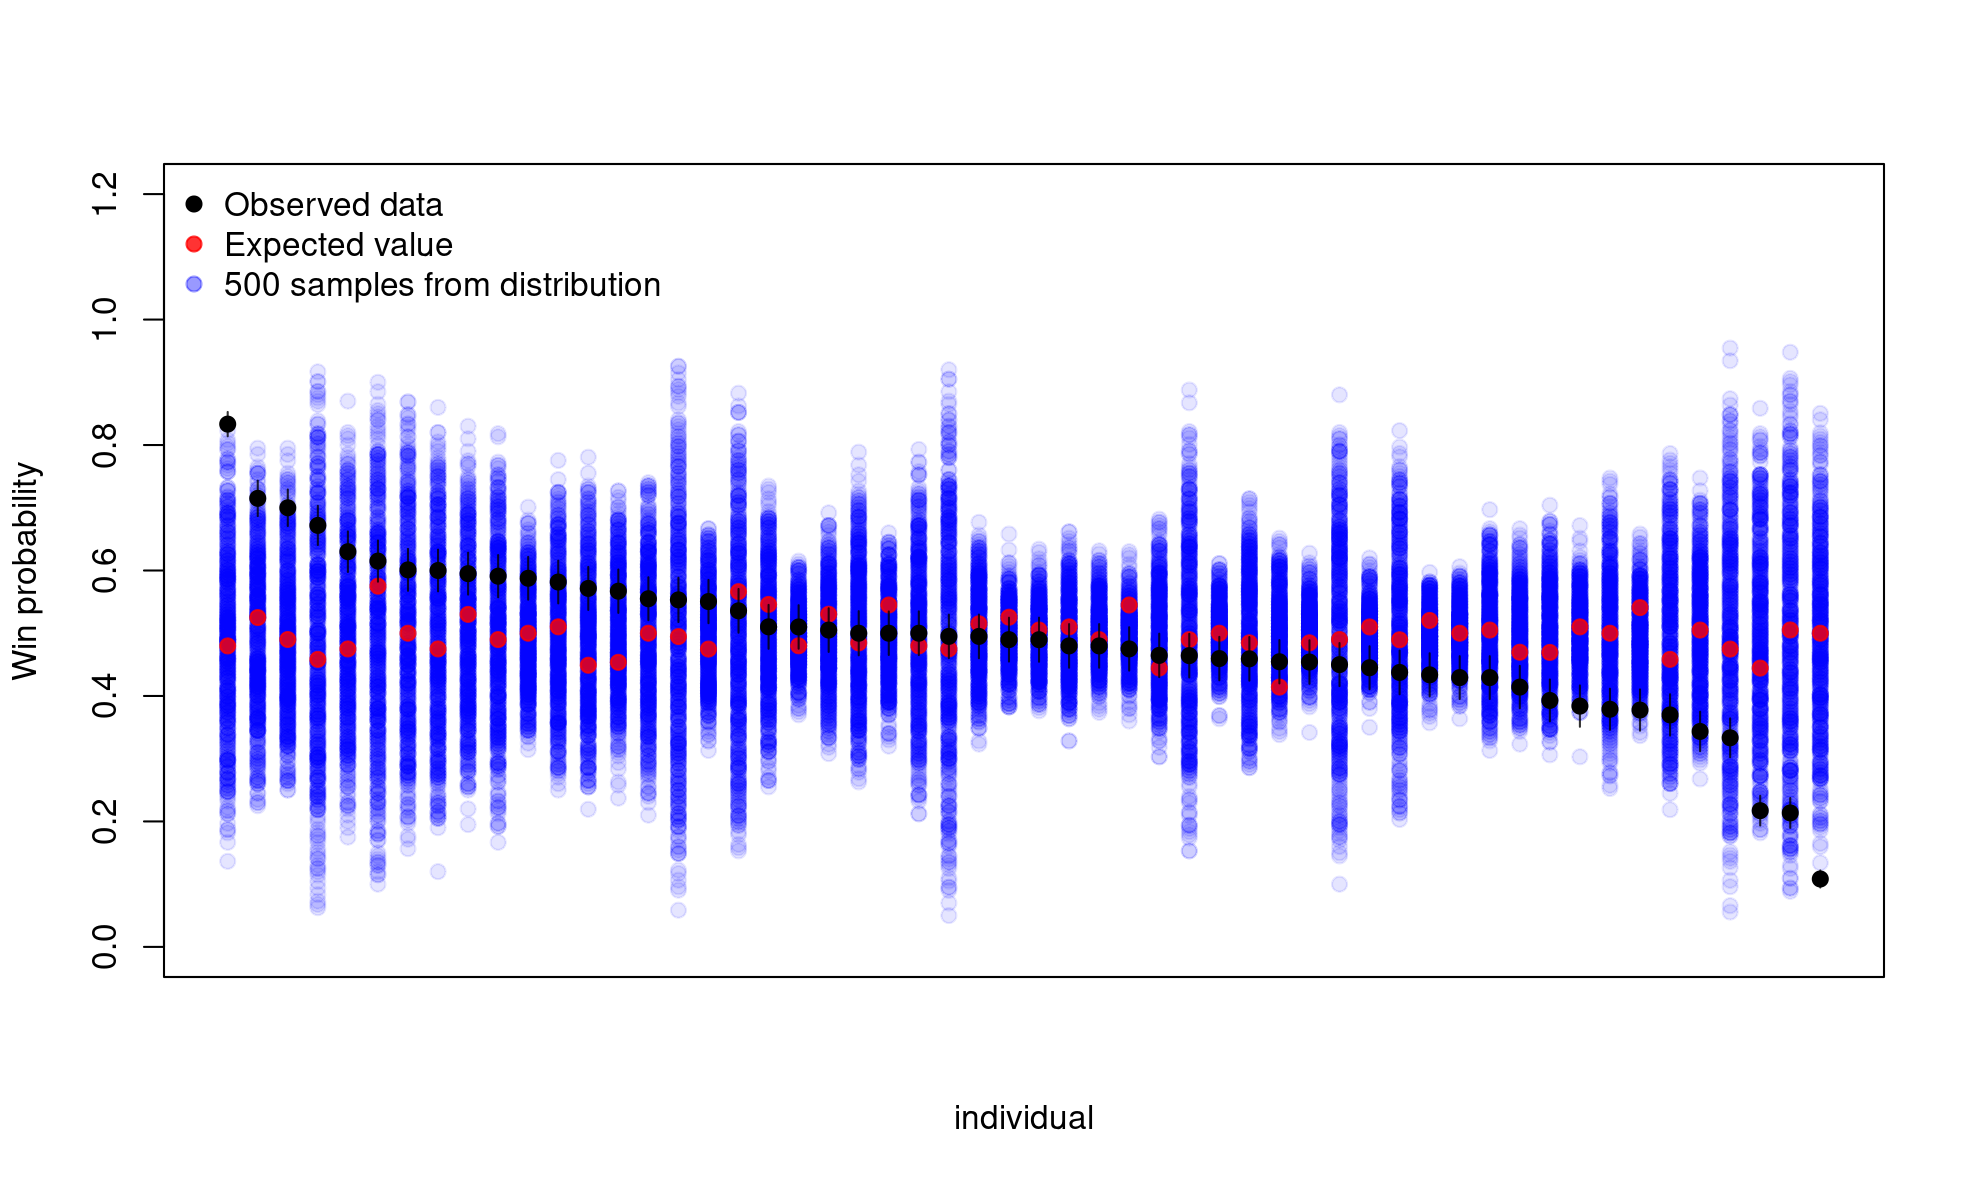 Observed data
Expected value
500 samples from distribution
1.2
1.0
0.8
0.6
0.4
0.2
0.0
Win probability
individual